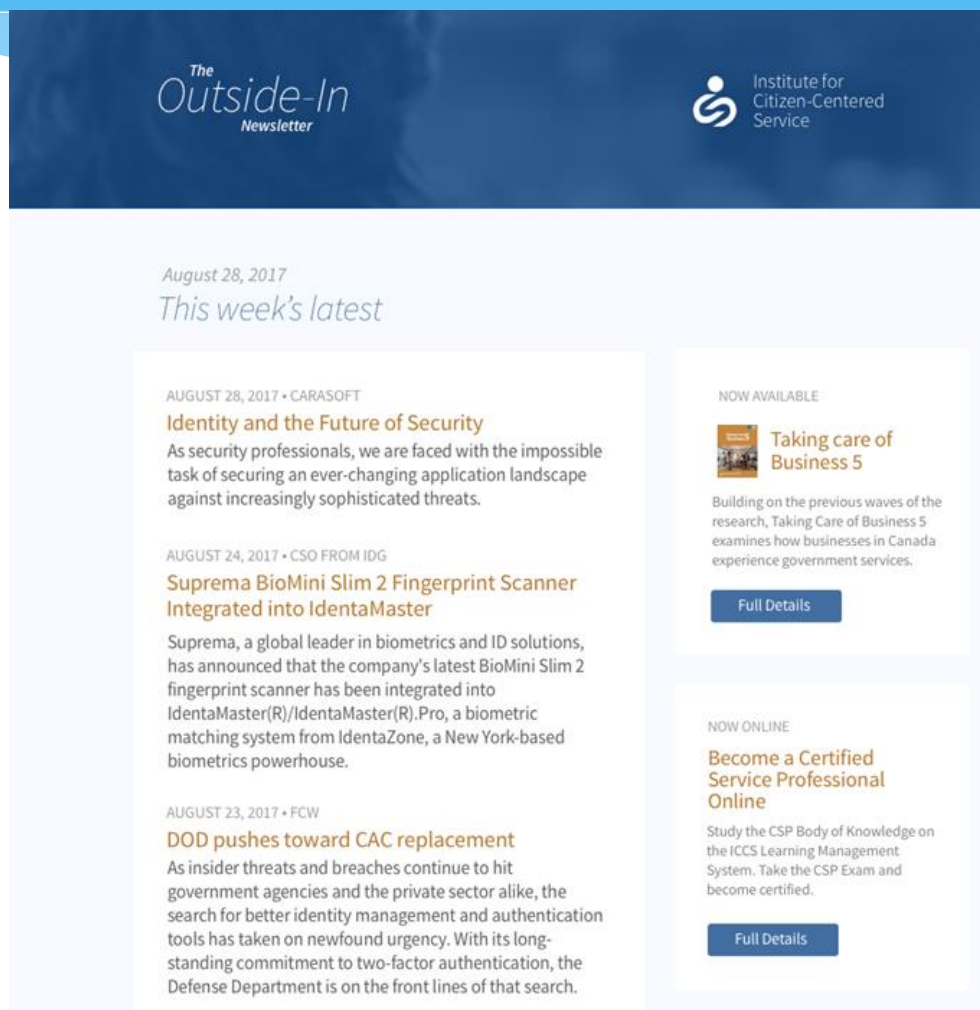 The
Outside-In
Newsletter
Institute for
Citizen-Centered
Service
August 28, 2017
This week's latest
AUGUST 28, 2017 • CARASOFT
Identity and the Future of Security
As security professionals, we are faced with the impossible
task of securing an ever-changing application landscape
against increasingly sophisticated threats.
AUGUST 24, 2017 • CSO FROM IDG
Suprema BioMini Slim 2 Fingerprint Scanner
Integrated into IdentaMaster
Suprema, a global leader in biometrics and ID solutions,
has announced that the company's latest BioMini Slim 2
fingerprint scanner has been integrated into
IdentaMaster(R)/IdentaMaster(R).Pro, a biometric
matching system from IdentaZone, a New York-based
biometrics powerhouse.
AUGUST 23, 2017 • FCW
DOD pushes toward CAC replacement
As insider threats and breaches continue to hit
government agencies and the private sector alike, the
search for better identity management and authentication
tools has taken on newfound urgency. With its long-
standing commitment to two-factor authentication, the
Defense Department is on the front lines of that search.
NOW AVAILABLE
Taking care of
Business 5
Building on the previous waves of the
research, Taking Care of Business 5
examines how businesses in Canada
experience government services.
Full Details
NOW ONLINE
Become a Certified
Service Professional
Online
Study the CSP Body of Knowledge on
the ICCS Learning Management
System. Take the CSP Exam and
become certified.
Full Details